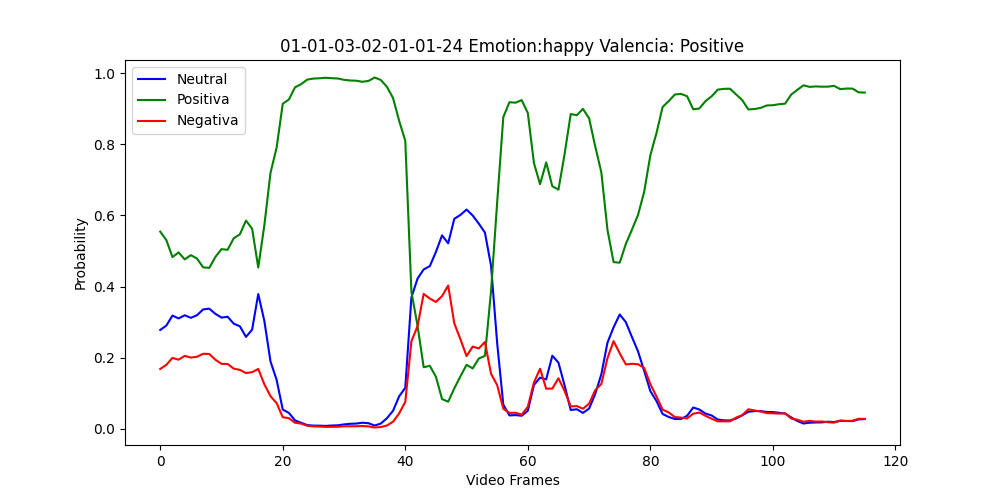 01-01-03-02-01-01-24 Emotion:happy Valencia: Positive
Neutral
Positiva
Negativa
Probability
1.0
0.8
0.6
0.4
0.2
0.0
0 20 40 60 80 100 120
Video Frames